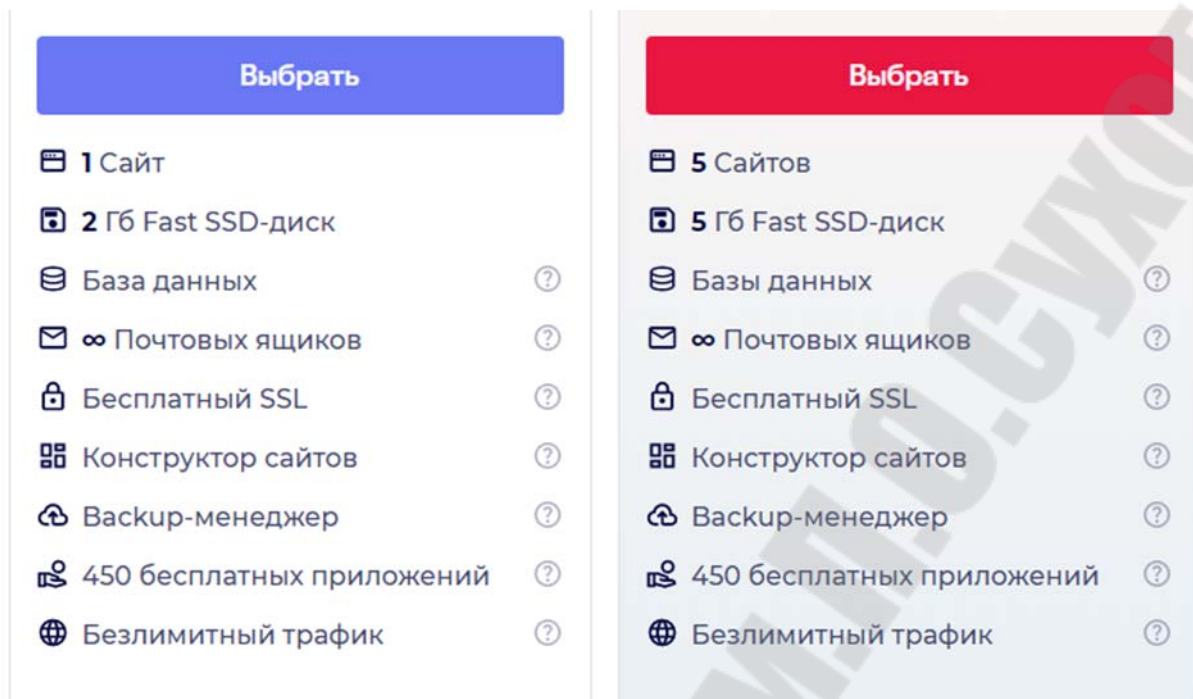 Выбрать
1 Сайт
2 Гб Fast SSD-диск
База данных
∞ Почтовых ящиков
Бесплатный SSL
Конструктор сайтов
Backup-менеджер
450 бесплатных приложений
Безлимитный трафик
Выбрать
5 Сайтов
5 Гб Fast SSD-диск
Базы данных
∞ Почтовых ящиков
Бесплатный SSL
Конструктор сайтов
Backup-менеджер
450 бесплатных приложений
Безлимитный трафик